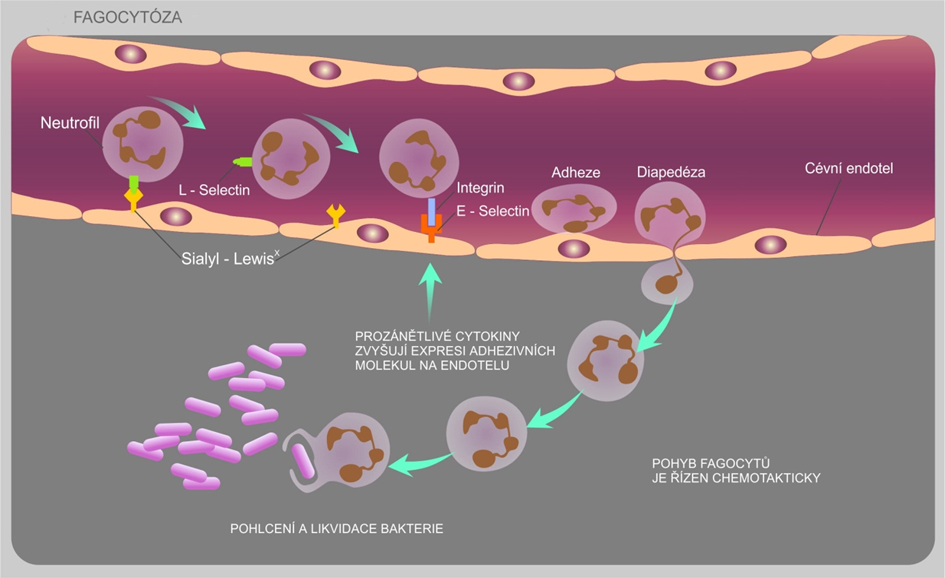 FAGOCYTÓZA
Neutrofil
L - Selectin
Sialyl - Lewisˣ
Integrin
E - Selectin
Adheze
Diapedéza
Cévní endotel
PROZÁNĚTLIVÉ CYTOKINY
ZVYŠUJÍ EXPRESI ADHEZIVNÍCH
MOLEKUL NA ENDOTELU
POHYB FAGOCYTŮ
JE ŘÍZEN CHEMOTAKTICKY
POHLCENÍ A LIKVIDACE BAKTERIE